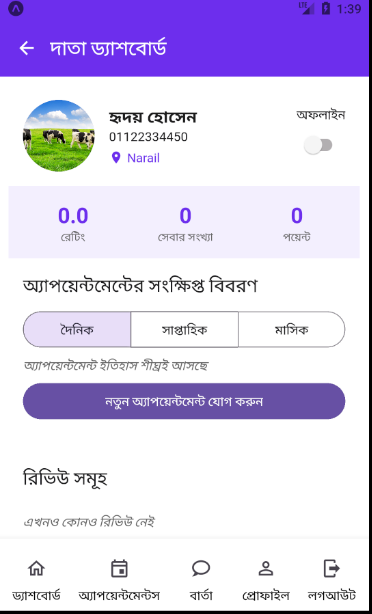 LTE 1:39
দাতা ড্যাশবোর্ড
হৃদয় হোসেন
অফলাইন
01122334450
Narail
0.0 0 0
রেটিং সেবার সংখ্যা পয়েন্ট
অ্যাপয়েন্টমেন্টের সংক্ষিপ্ত বিবরণ
দৈনিক সাপ্তাহিক মাসিক
অ্যাপয়েন্টমেন্ট ইতিহাস শীঘ্রই আসছে
নতুন অ্যাপয়েন্টমেন্ট যোগ করুন
রিভিউ সমূহ
এখনও কোনও রিভিউ নেই
ড্যাশবোর্ড অ্যাপয়েন্টমেন্টস বার্তা প্রোফাইল লগআউট